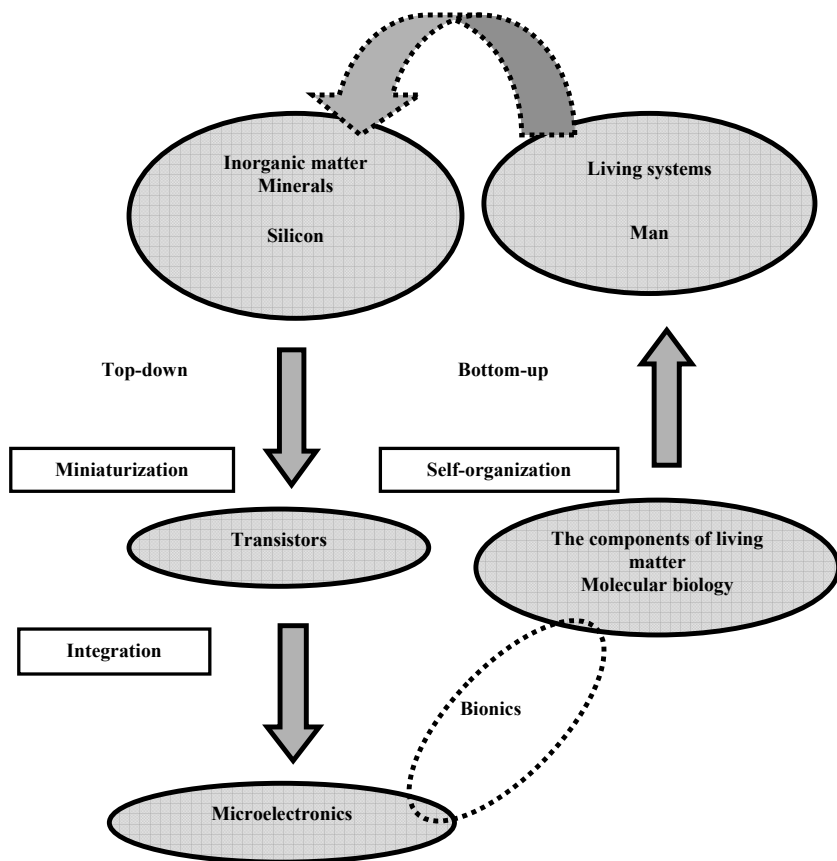 Inorganic matter
Minerals
Silicon
Living systems
Man
Top-down
Bottom-up
Miniaturization
Self-organization
Transistors
The components of living
matter
Molecular biology
Integration
Bionics
Microelectronics